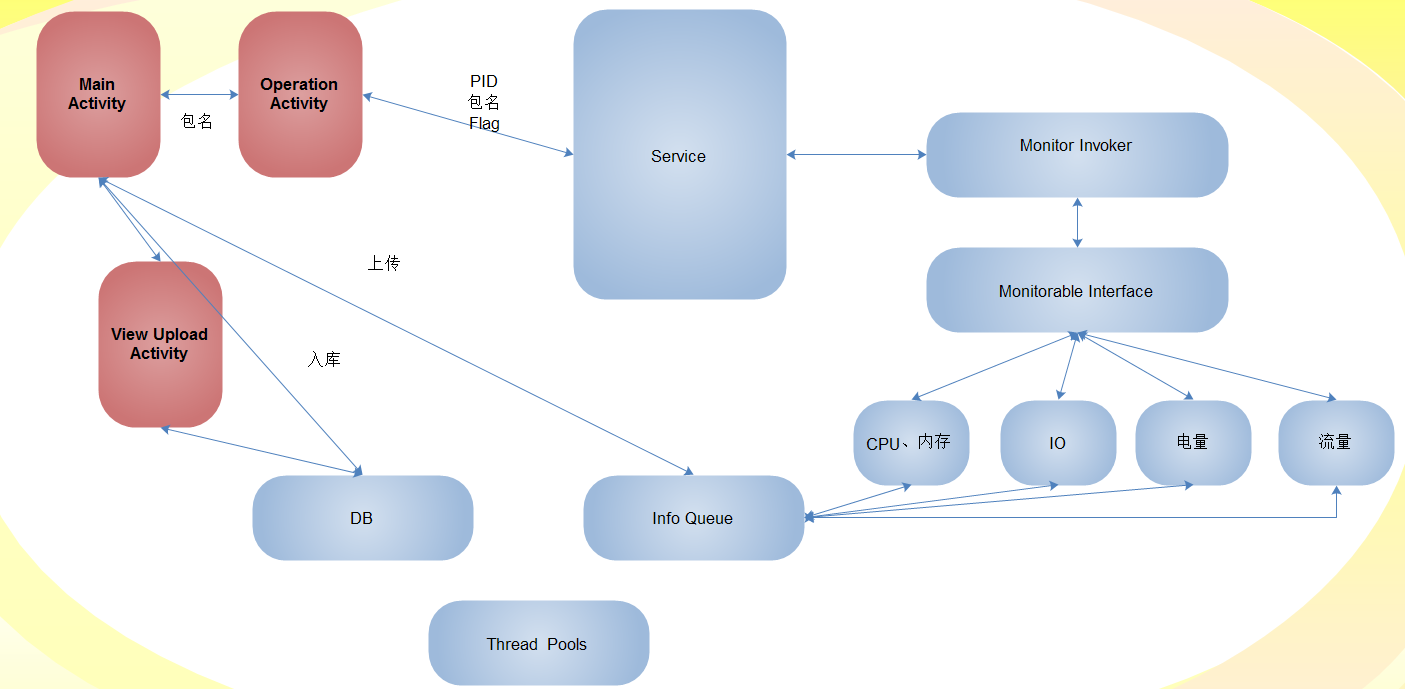 Main
Activity
包名
Operation
Activity
PID
包名
Flag
Service
Monitor Invoker
Monitorable Interface
上传
View Upload
Activity
入库
CPU、内存
IO
电量
流量
DB
Info Queue
Thread Pools